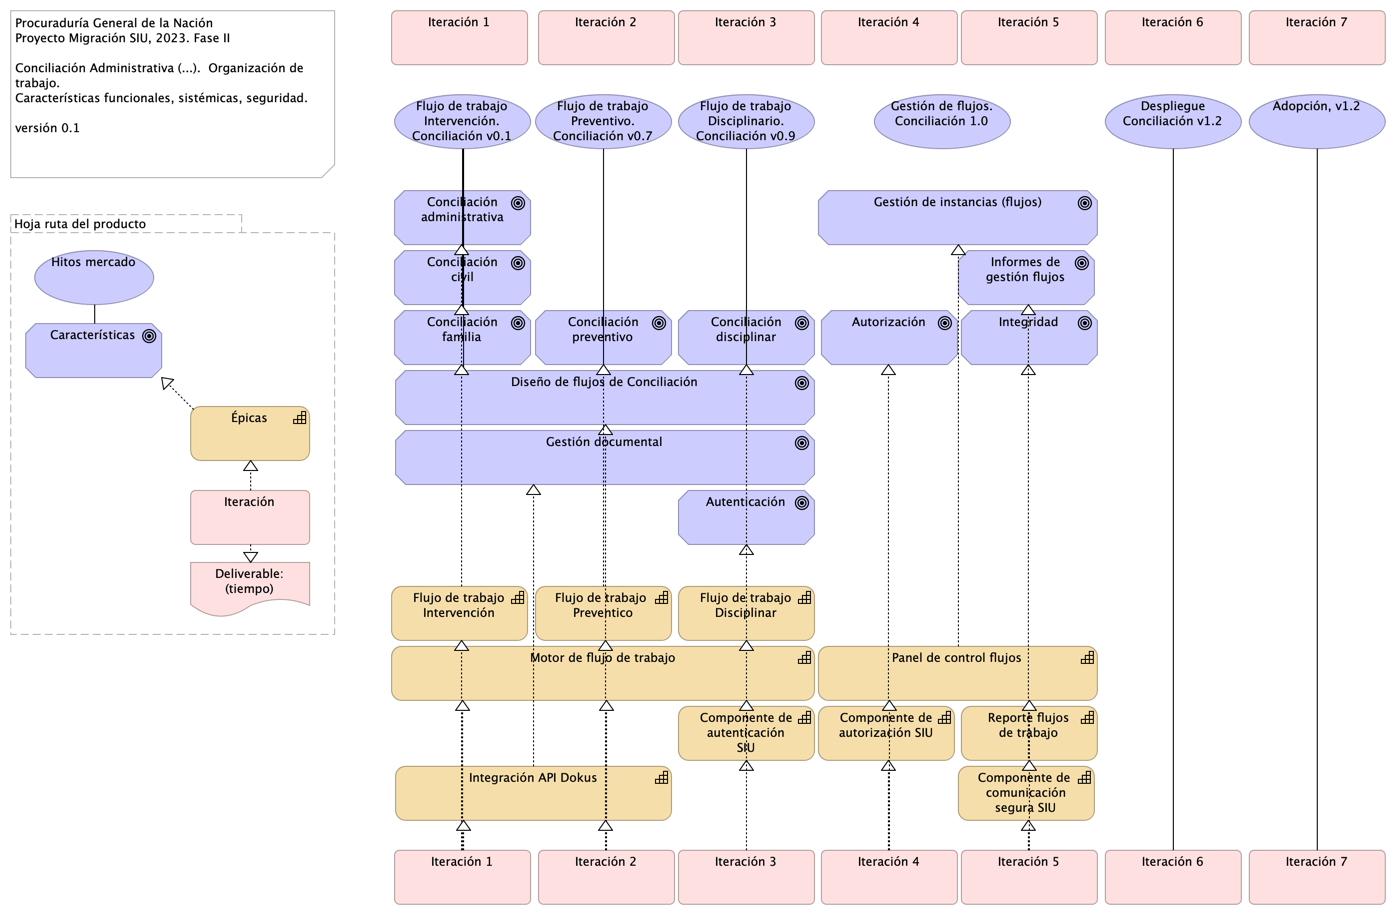 Procuraduría General de la Nación
Proyecto Migración SIU, 2023. Fase II
Conciliación Administrativa (...).  Organización de
trabajo.
Características funcionales, sistémicas, seguridad.
versión 0.1
Hoja ruta del producto
Hitos mercado
Características
Épicas
Iteración
Deliverable:
(tiempo)
Iteración 1
Iteración 2
Iteración 3
Iteración 4
Iteración 5
Iteración 6
Iteración 7
Flujo de trabajo
Intervención.
Conciliación v0.1
Flujo de trabajo
Preventivo.
Conciliación v0.7
Flujo de trabajo
Disciplinario.
Conciliación v0.9
Gestión de flujos.
Conciliación 1.0
Despliegue
Conciliación v1.2
Adopción, v1.2
Conciliación
administrativa
Gestión de instancias (flujos)
Conciliación
civil
Informes de
gestión flujos
Conciliación
familia
Conciliación
preventivo
Conciliación
disciplinar
Autorización
Integridad
Diseño de flujos de Conciliación
Gestión documental
Autenticación
Flujo de trabajo
Intervención
Flujo de trabajo
Preventico
Flujo de trabajo
Disciplinar
Motor de flujo de trabajo
Panel de control flujos
Componente de
autenticación
SIU
Componente de
autorización SIU
Reporte flujos
de trabajo
Integración API Dokus
Componente de
comunicación
segura SIU
Iteración 1
Iteración 2
Iteración 3
Iteración 4
Iteración 5
Iteración 6
Iteración 7